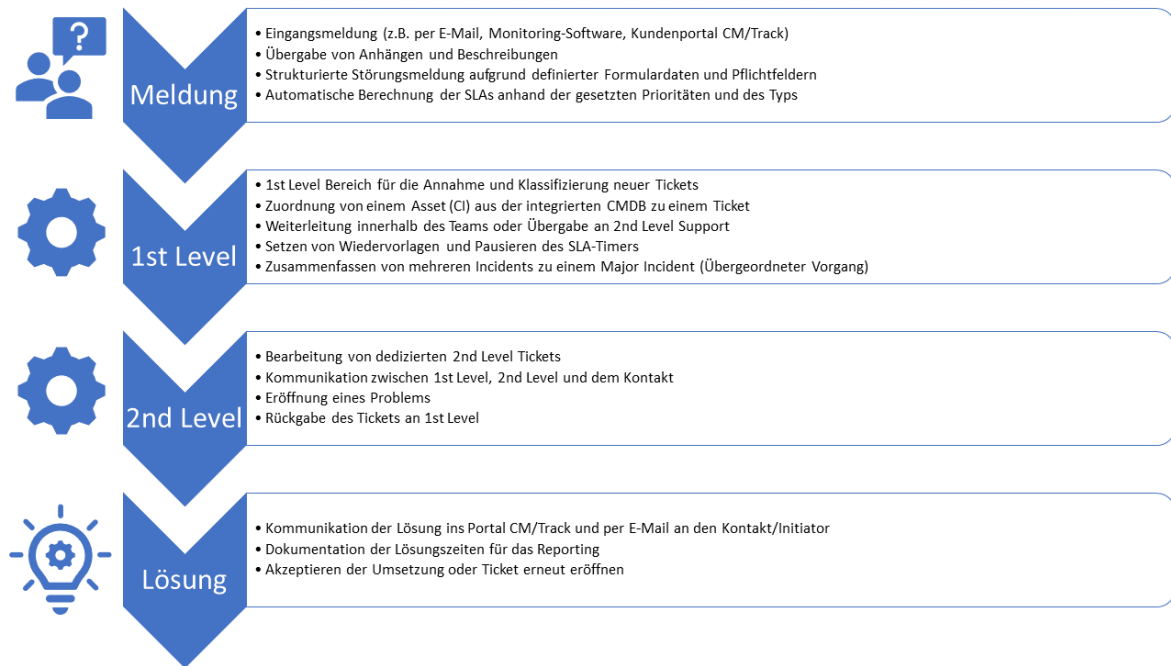 ?
Meldung
• Eingangsmeldung (z.B. per E-Mail, Monitoring-Software, Kundenportal CM/Track)
• Übergabe von Anhängen und Beschreibungen
• Strukturierte Störungsmeldung aufgrund definierter Formulardaten und Pflichtfeldern
• Automatische Berechnung der SLAs anhand der gesetzten Prioritäten und des Typs
1st Level
• 1st Level Bereich für die Annahme und Klassifizierung neuer Tickets
• Zuordnung von einem Asset (CI) aus der integrierten CMDB zu einem Ticket
• Weiterleitung innerhalb des Teams oder Übergabe an 2nd Level Support
• Setzen von Wiedervorlagen und Pausieren des SLA-Timers
• Zusammenfassen von mehreren Incidents zu einem Major Incident (Übergeordneter Vorgang)
2nd Level
• Bearbeitung von dedizierten 2nd Level Tickets
• Kommunikation zwischen 1st Level, 2nd Level und dem Kontakt
• Eröffnung eines Problems
• Rückgabe des Tickets an 1st Level
Lösung
• Kommunikation der Lösung ins Portal CM/Track und per E-Mail an den Kontakt/Initiator
• Dokumentation der Lösungszeiten für das Reporting
• Akzeptieren der Umsetzung oder Ticket erneut eröffnen